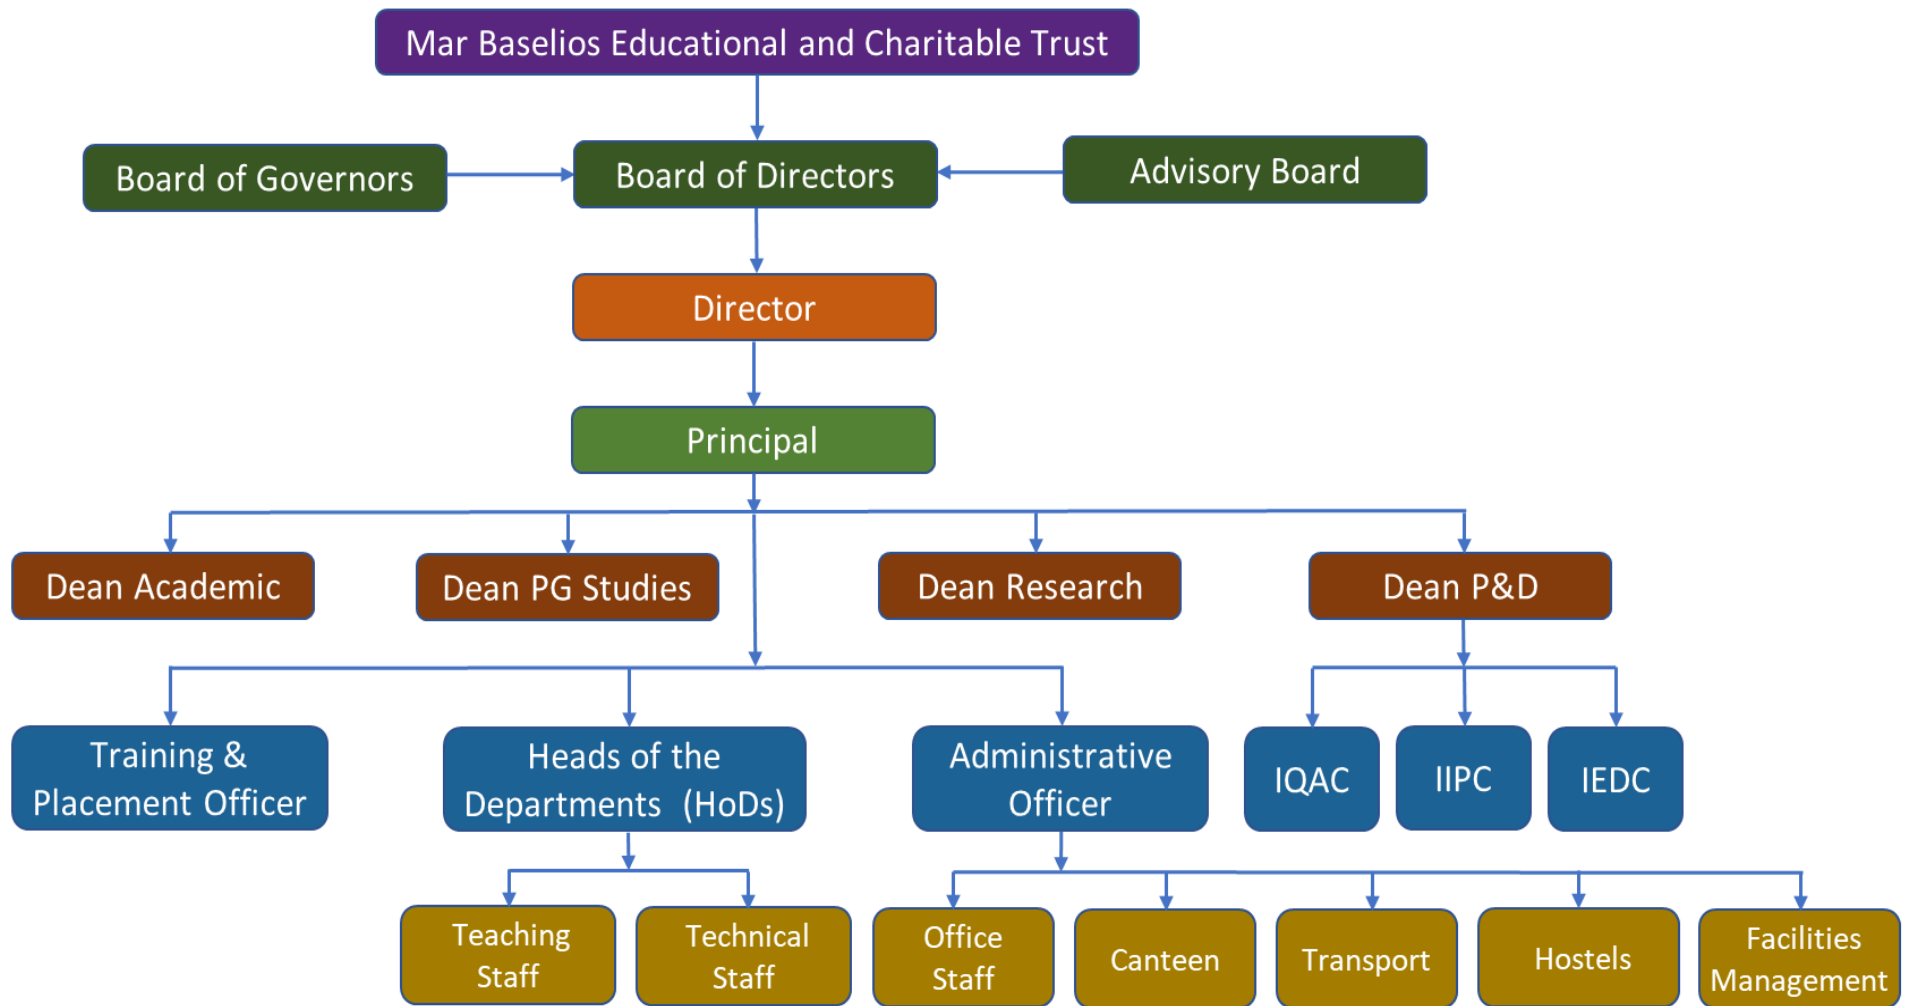 Mar Baselios Educational and Charitable Trust
Board of Governors
Board of Directors
Advisory Board
Director
Principal
Dean Academic
Dean PG Studies
Dean Research
Dean P&D
Training &
Placement Officer
Heads of the
Departments (HoDs)
Administrative
Officer
IQAC
IIPC
IEDC
Teaching
Staff
Technical
Staff
Office
Staff
Canteen
Transport
Hostels
Facilities
Management